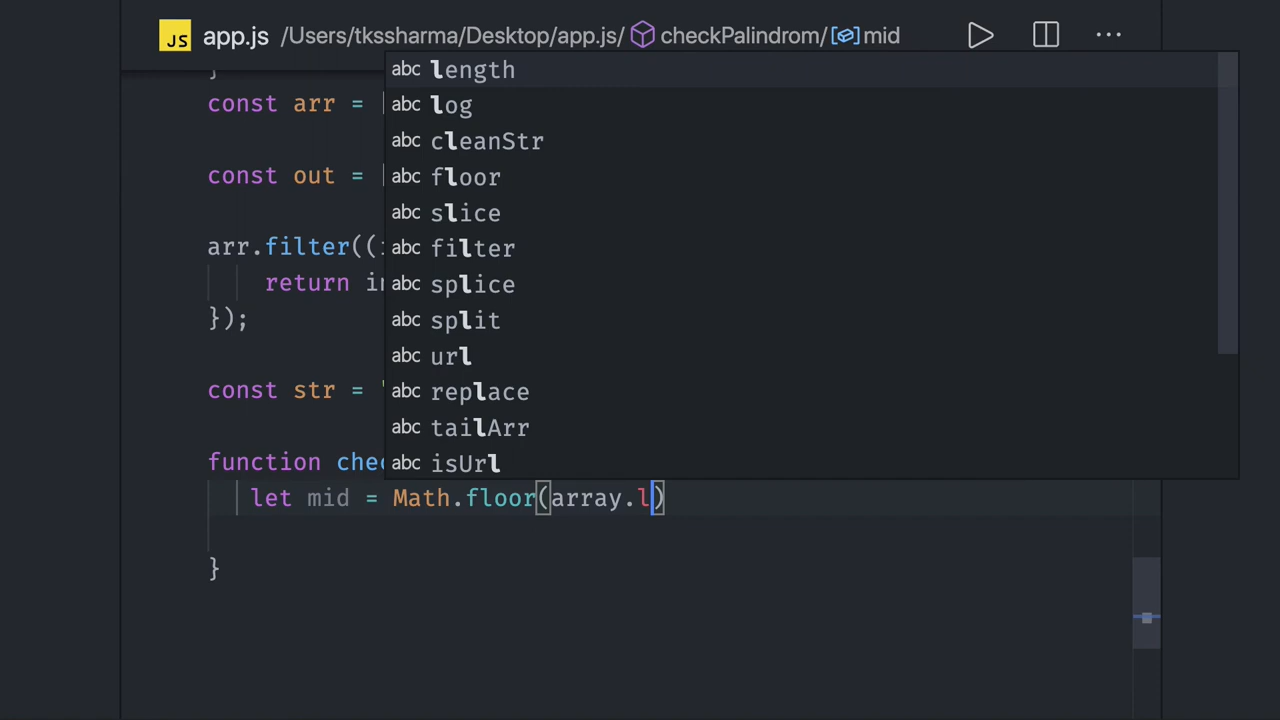 JS app.js /Users/tkssharma/Desktop/app.js/ checkPalindrom/ mid
}
const arr = [
const out = [
arr.filter((i
return in
});
const str = '
function chec
abc length
abc log
abc cleanStr
abc floor
abc slice
abc filter
abc splice
abc split
abc url
abc replace
abc tailArr
abc isUrl
let mid = Math.floor(array.l)
}